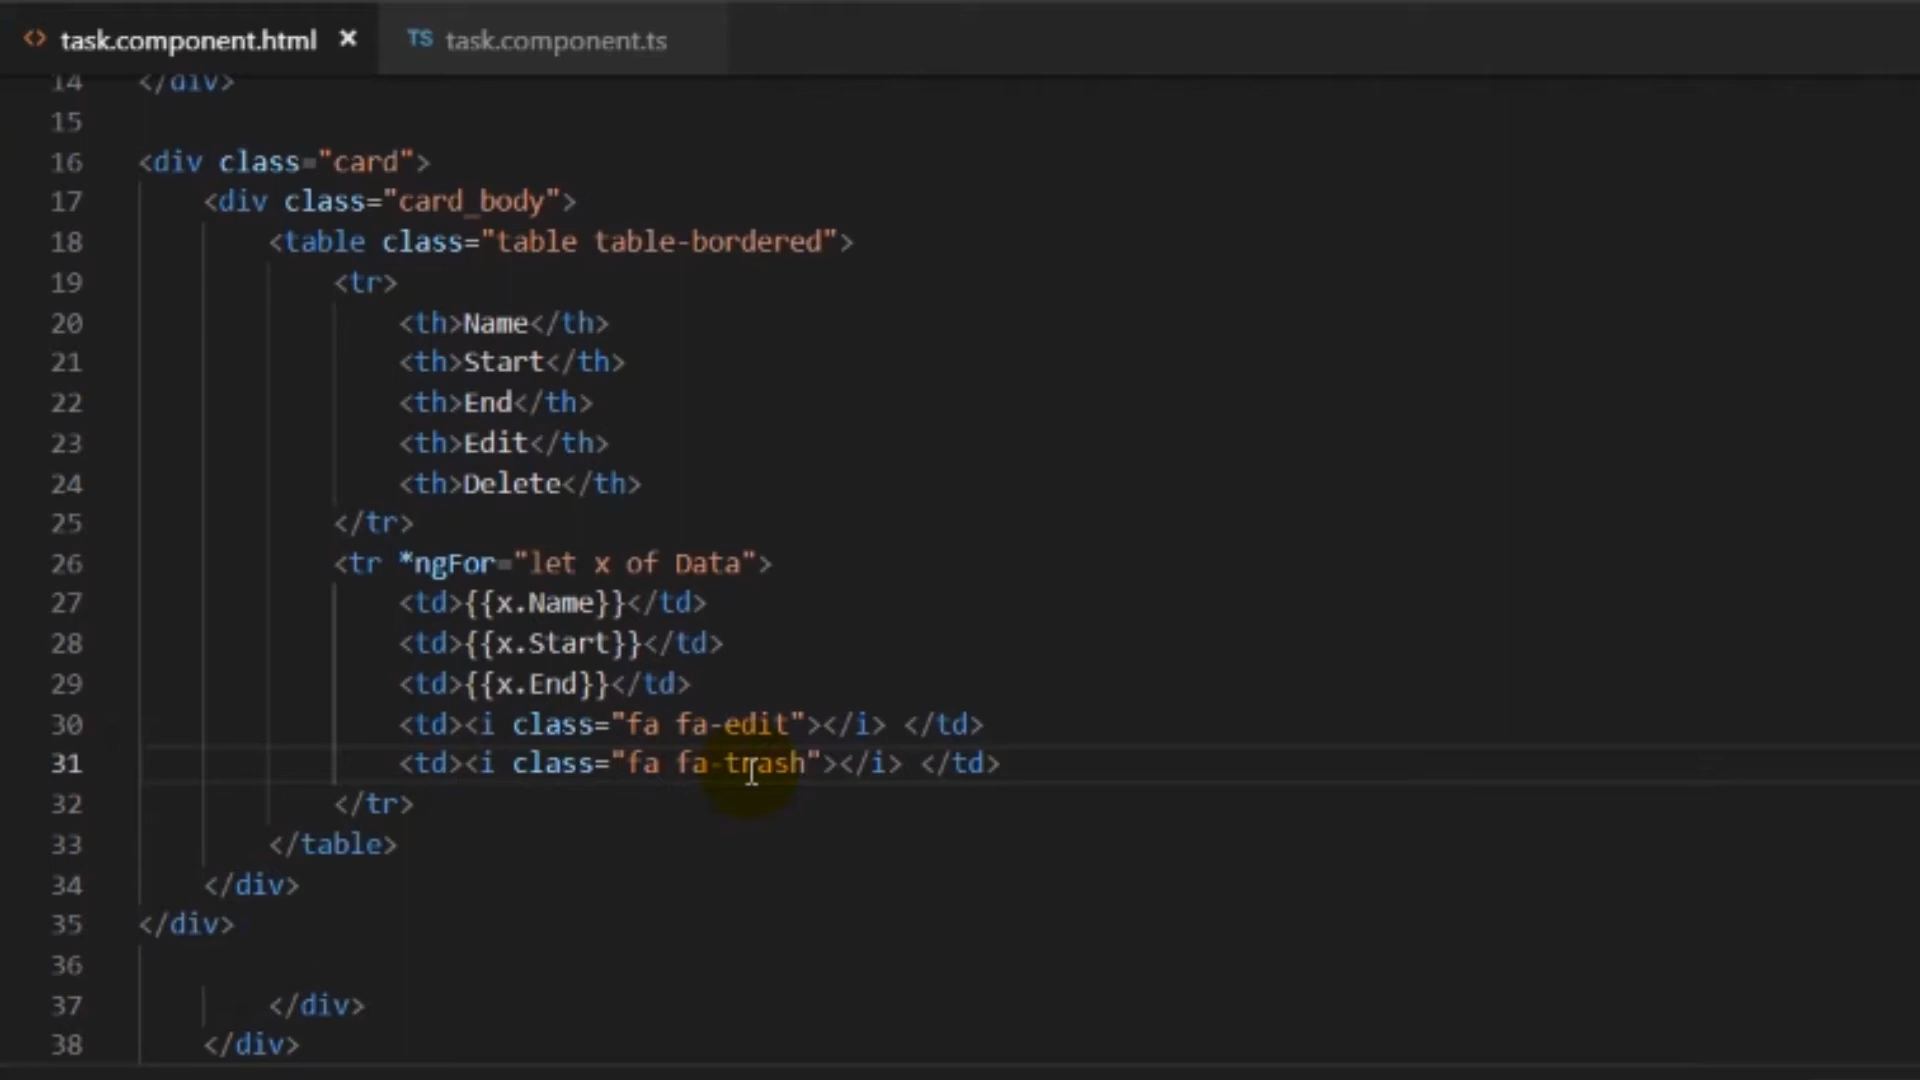 <> task.component.html × TS task.component.ts
14 </div>
15
16 <div class="card">
17 <div class="card_body">
18 <table class="table table-bordered">
19 <tr>
20 <th>Name</th>
21 <th>Start</th>
22 <th>End</th>
23 <th>Edit</th>
24 <th>Delete</th>
25 </tr>
26 <tr *ngFor="let x of Data">
27 <td>{{x.Name}}</td>
28 <td>{{x.Start}}</td>
29 <td>{{x.End}}</td>
30 <td><i class="fa fa-edit"></i> </td>
31 <td><i class="fa fa-trash"></i> </td>
32 </tr>
33 </table>
34 </div>
35 </div>
36
37 </div>
38 </div>